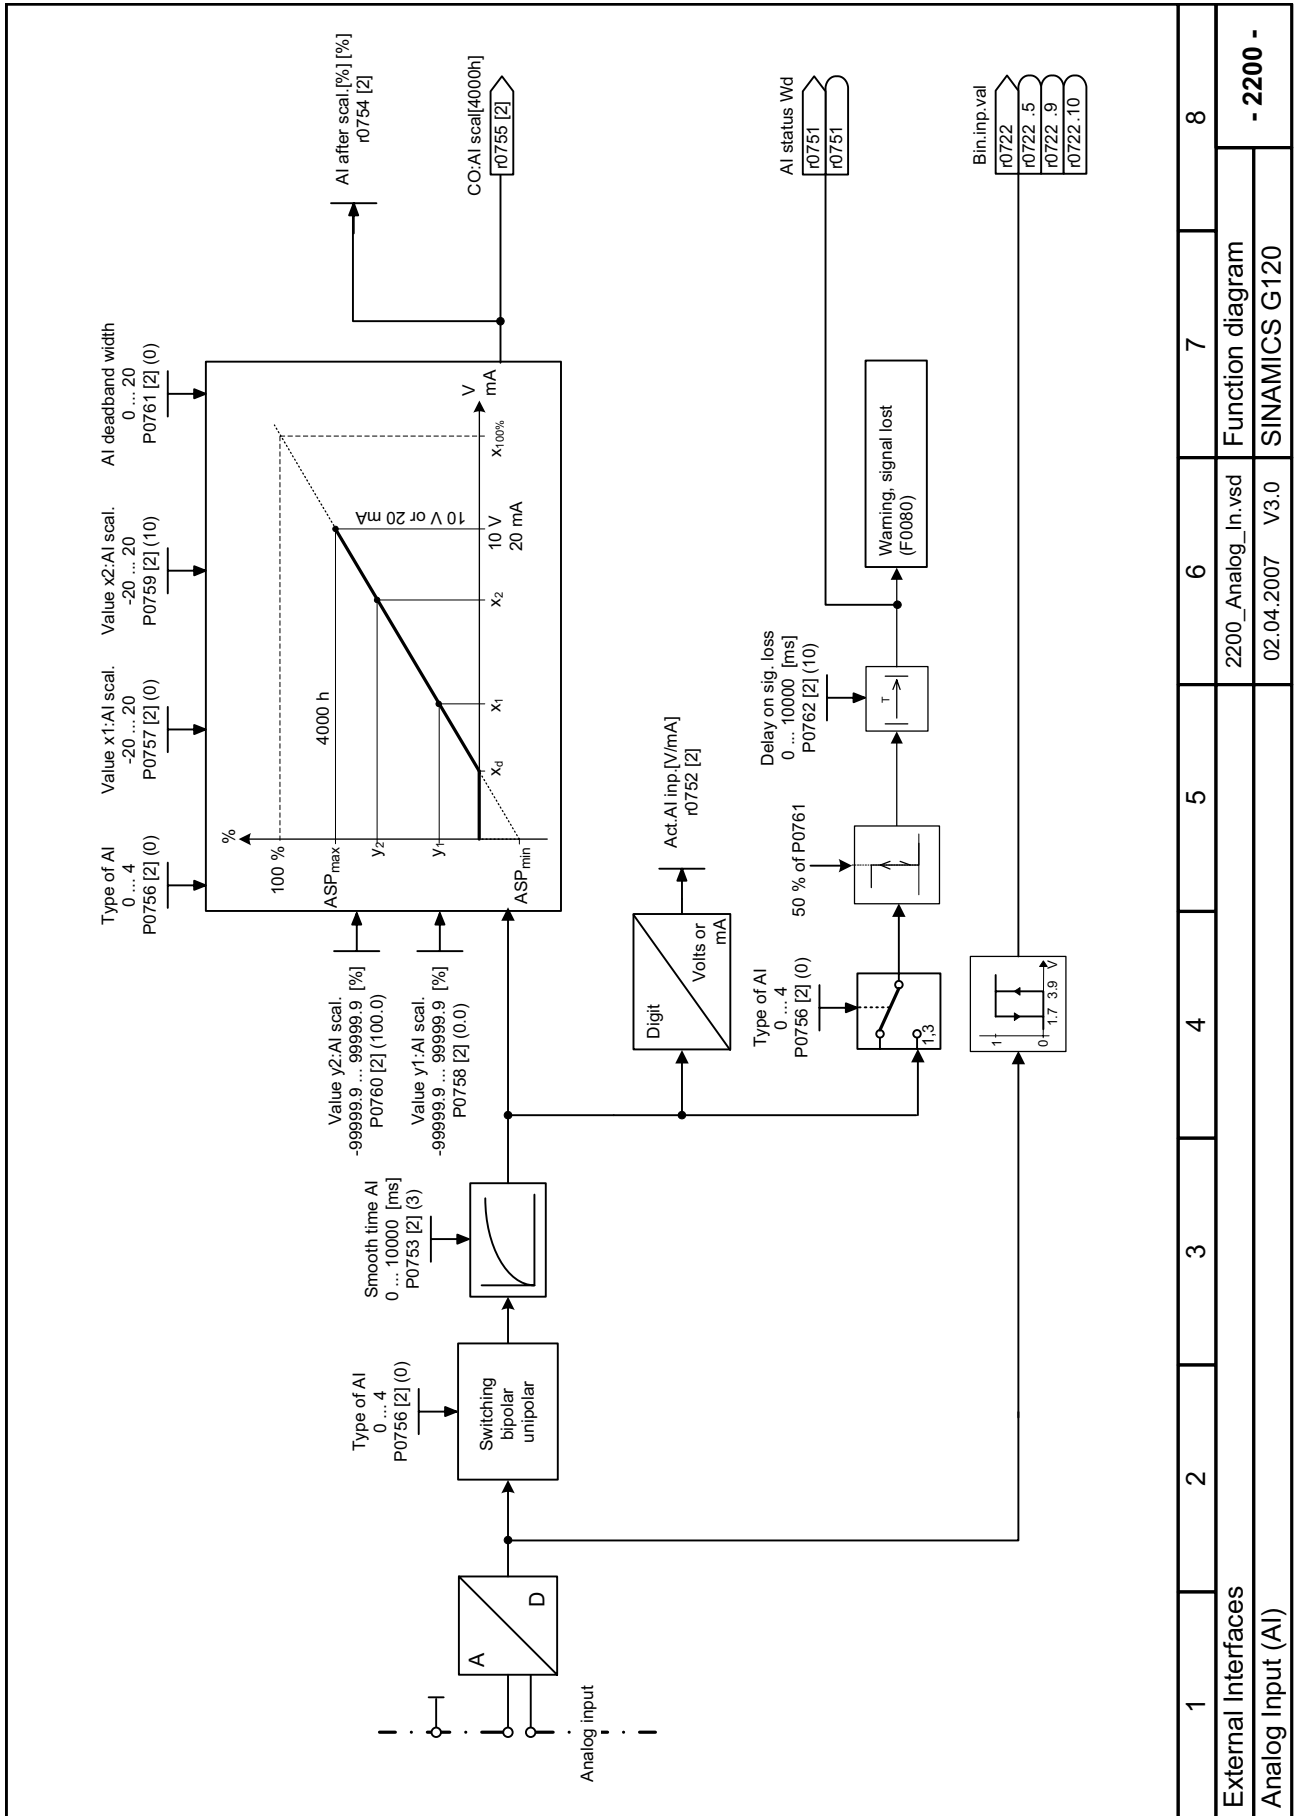 Analog input
A
D
Type of AI
0 ... 4
P0756 [2] (0)
Switching
bipolar
unipolar
Smooth time AI
0 ... 10000 [ms]
P0753 [2] (3)
Value y2:AI scal.
-99999.9 ... 99999.9 [%]
P0760 [2] (100.0)
Value y1:AI scal.
-99999.9 ... 99999.9 [%]
P0758 [2] (0.0)
Type of AI
0 ... 4
P0756 [2] (0)
Value x1:AI scal.
-20 ... 20
P0757 [2] (0)
Value x2:AI scal.
-20 ... 20
P0759 [2] (10)
AI deadband width
0 ... 20
P0761 [2] (0)
%
100 %
ASPmax
y2
y1
ASPmin
4000 h
10 V or 20 mA
xd
x1
x2
10 V
20 mA
x100%
V
mA
AI after scal.[%] [%]
r0754 [2]
CO:AI scal[4000h]
r0755 [2]
Digit
Volts or
mA
Act.AI inp.[V/mA]
r0752 [2]
Type of AI
0 ... 4
P0756 [2] (0)
1,3
50 % of P0761
Delay on sig. loss
0 ... 10000 [ms]
P0762 [2] (10)
T
Warning, signal lost
(F0080)
AI status Wd
r0751
r0751
1
0
1.7 3.9 V
Bin.inp.val
r0722
r0722 .5
r0722 .9
r0722 .10
1 2 3 4 5 6 7 8
External Interfaces
2200_Analog_In.vsd
Function diagram
- 2200 -
Analog Input (AI)
02.04.2007 V3.0
SINAMICS G120